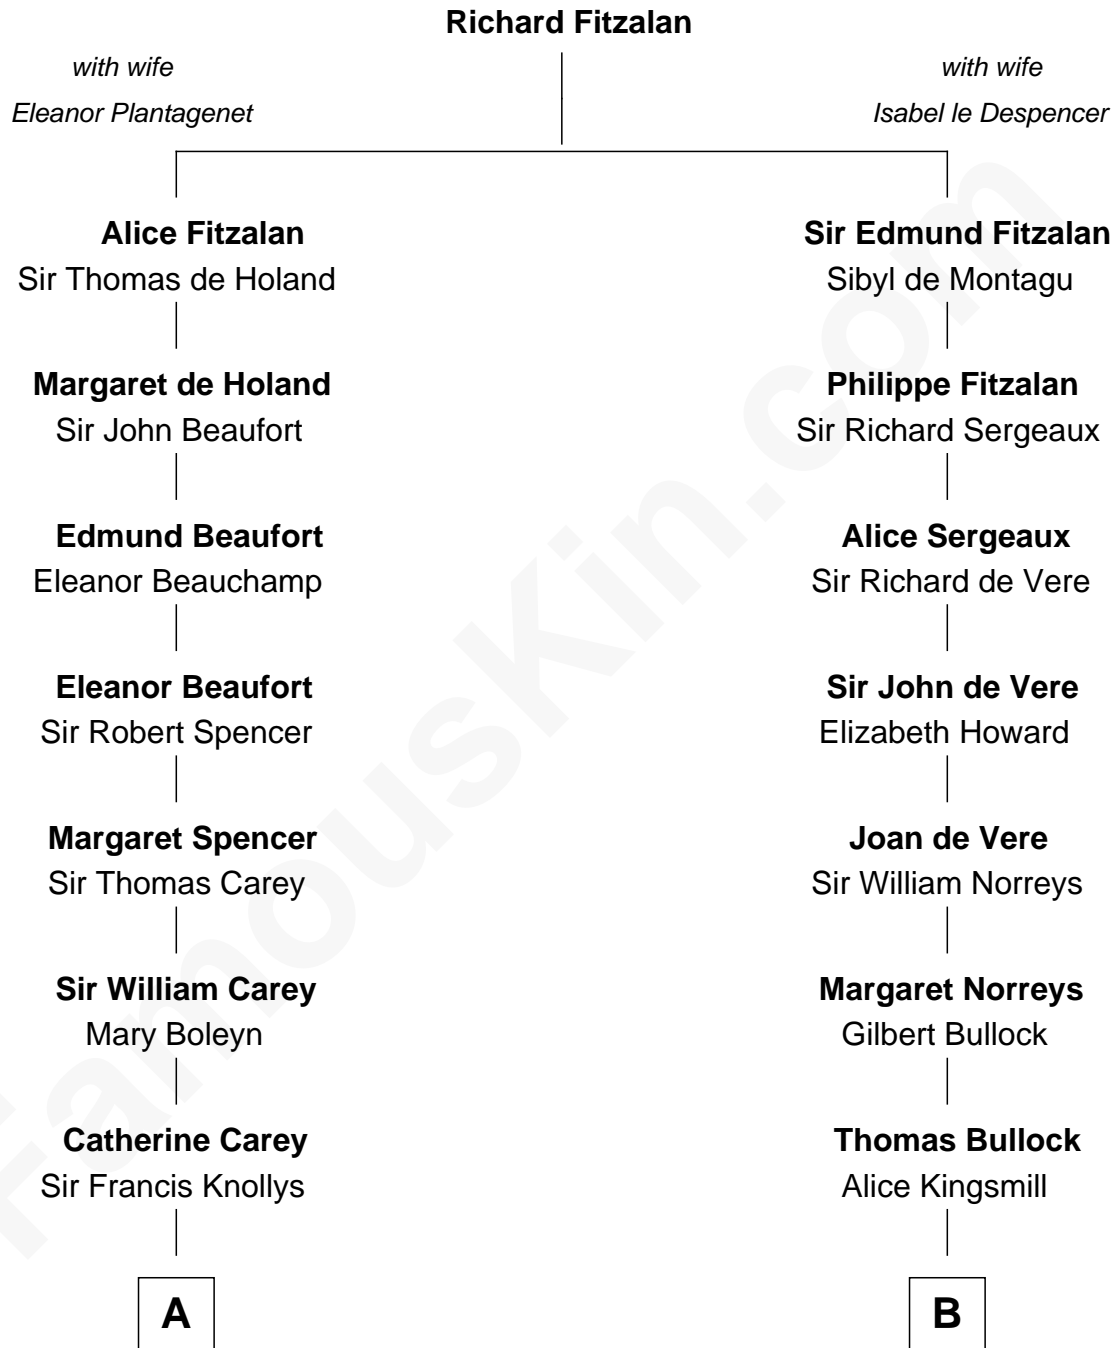 Richard Fitzalan
with wife
Eleanor Plantagenet
with wife
Isabel le Despencer
Alice Fitzalan
Sir Thomas de Holand
Sir Edmund Fitzalan
Sibyl de Montagu
Margaret de Holand
Sir John Beaufort
Philippe Fitzalan
Sir Richard Sergeaux
Edmund Beaufort
Eleanor Beauchamp
Alice Sergeaux
Sir Richard de Vere
Eleanor Beaufort
Sir Robert Spencer
Sir John de Vere
Elizabeth Howard
Margaret Spencer
Sir Thomas Carey
Joan de Vere
Sir William Norreys
Sir William Carey
Mary Boleyn
Margaret Norreys
Gilbert Bullock
Catherine Carey
Sir Francis Knollys
Thomas Bullock
Alice Kingsmill
A
B
FamousKin.com